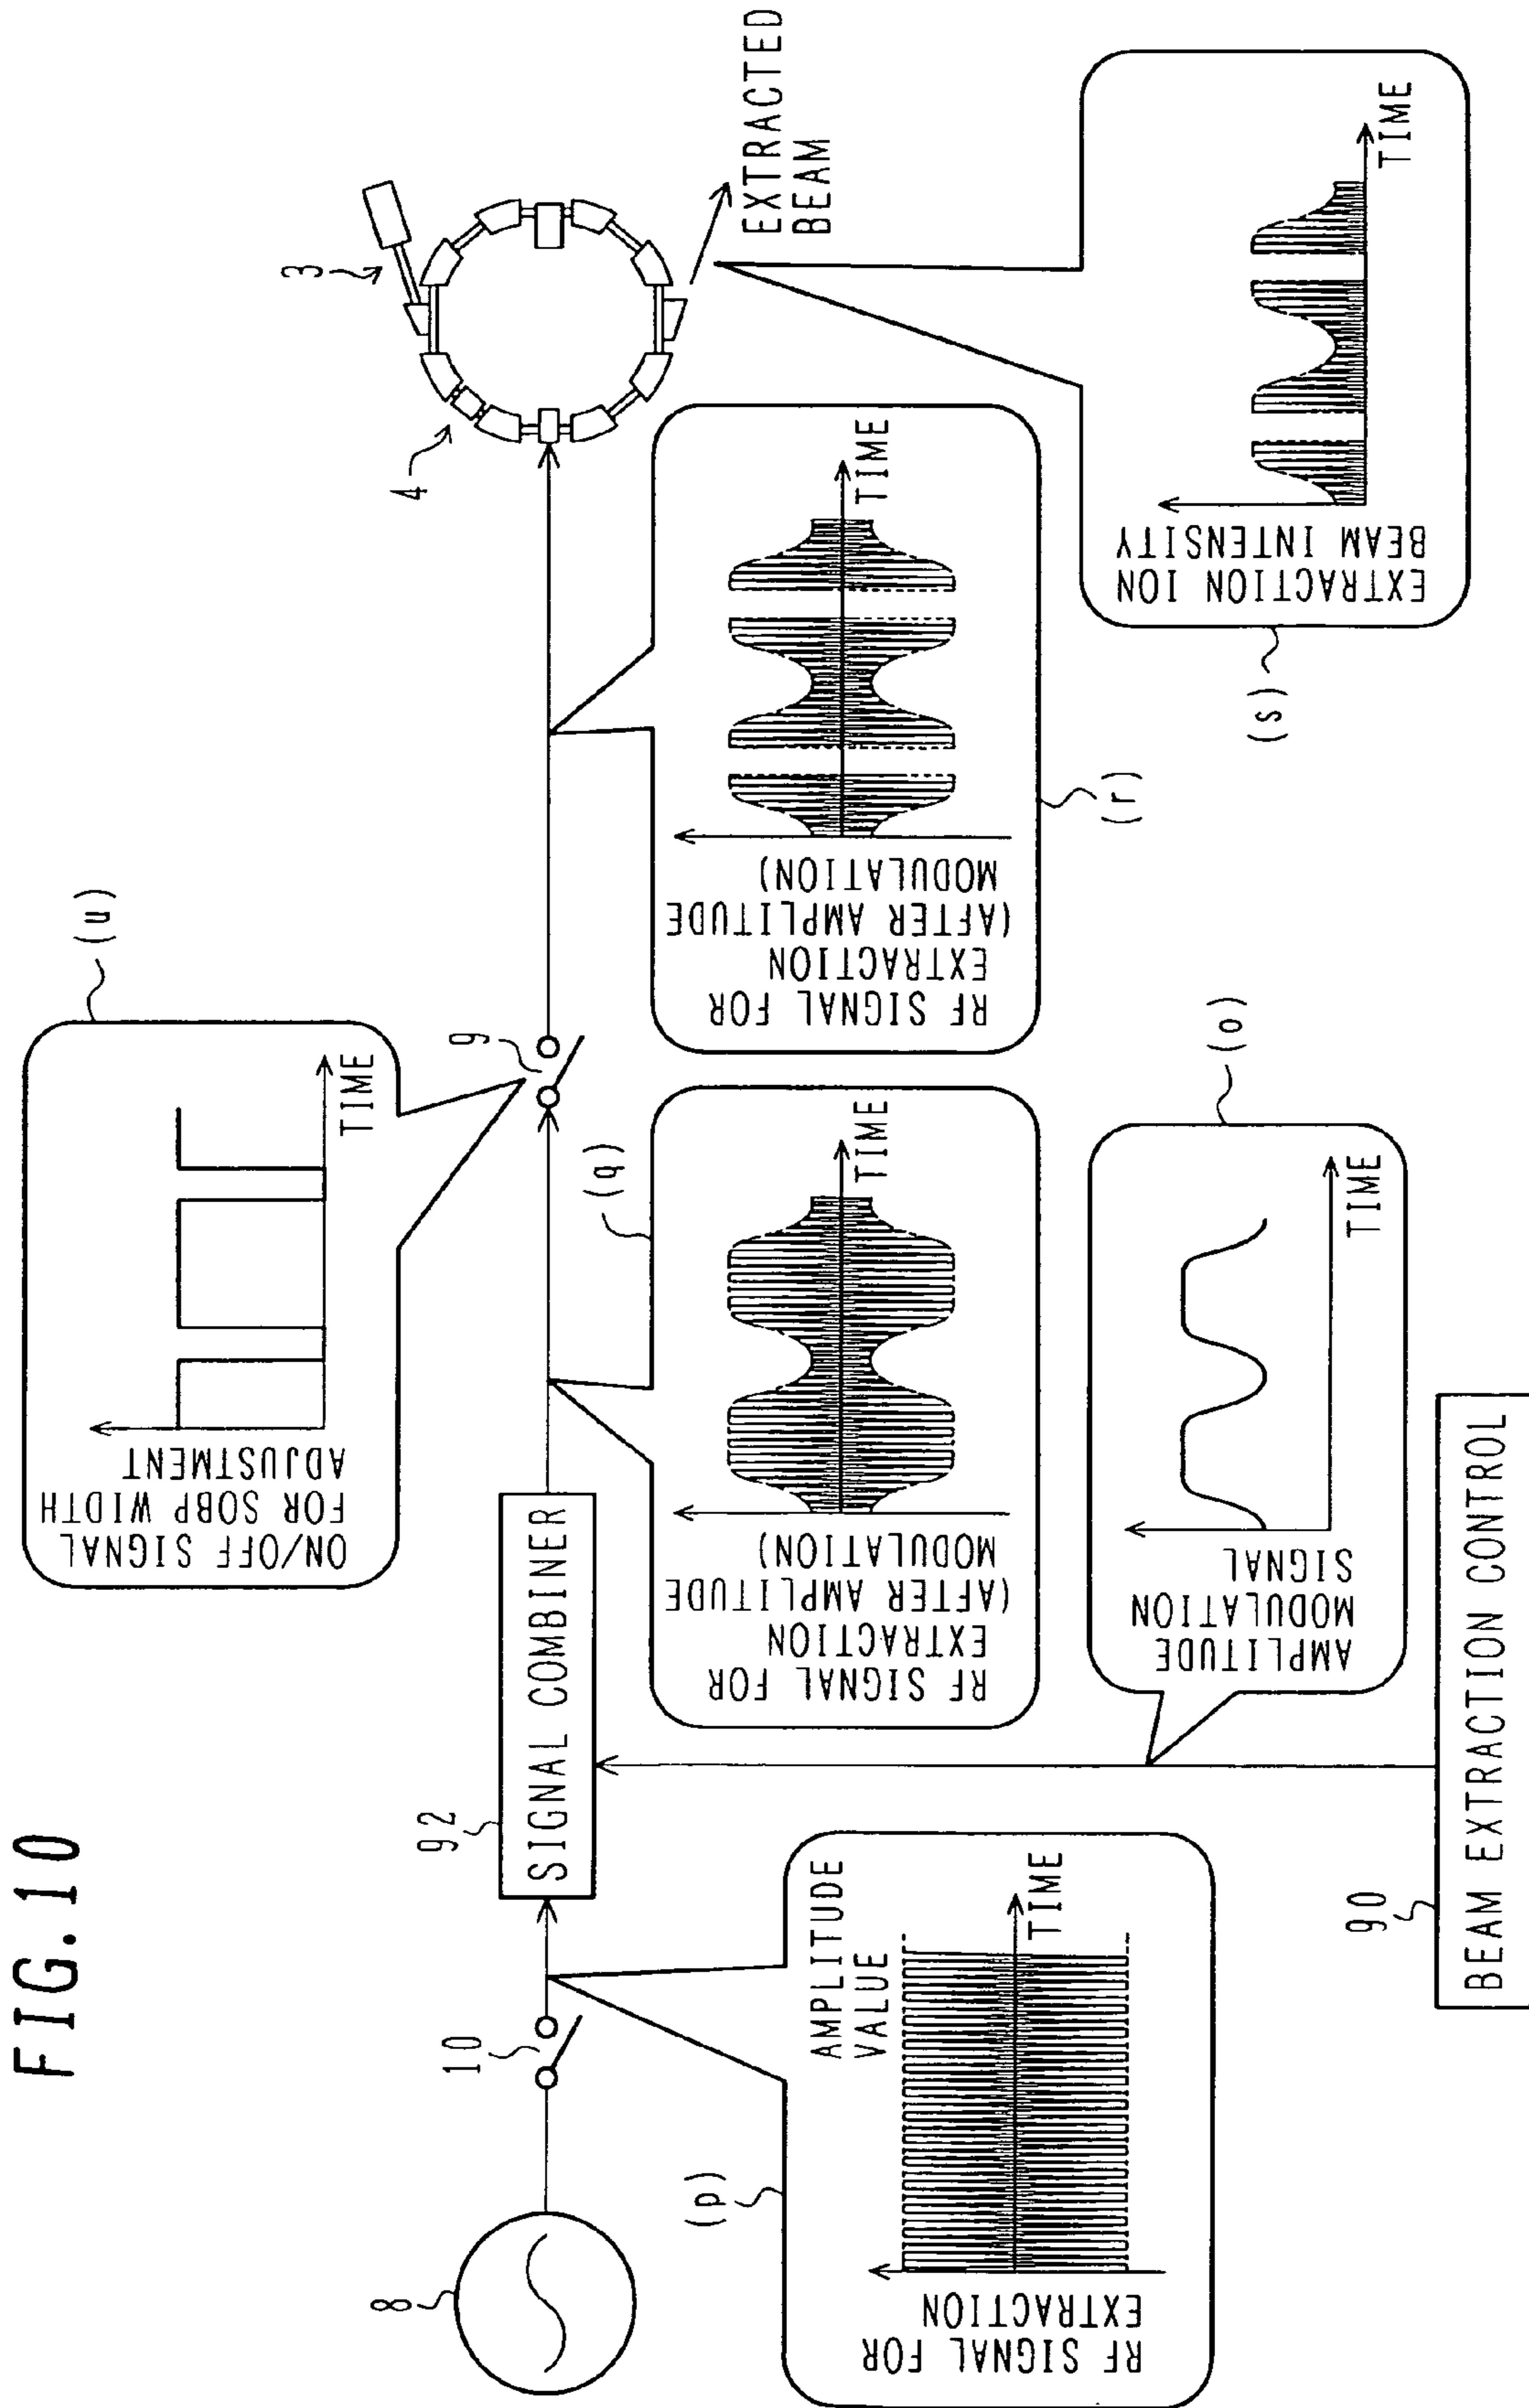 FIG.10
8
10
(p)
RF SIGNAL FOR
EXTRACTION
AMPLITUDE
VALUE
TIME
92
SIGNAL COMBINER
90
BEAM EXTRACTION CONTROL
(o)
AMPLITUDE
MODULATION
SIGNAL
TIME
(q)
RF SIGNAL FOR
EXTRACTION
(AFTER AMPLITUDE
MODULATION)
TIME
(u)
ON/OFF SIGNAL
FOR SOBP WIDTH
ADJUSTMENT
TIME
9
(r)
RF SIGNAL FOR
EXTRACTION
(AFTER AMPLITUDE
MODULATION)
TIME
4
3
EXTRACTED
BEAM
(s)
EXTRACTION ION
BEAM INTENSITY
TIME